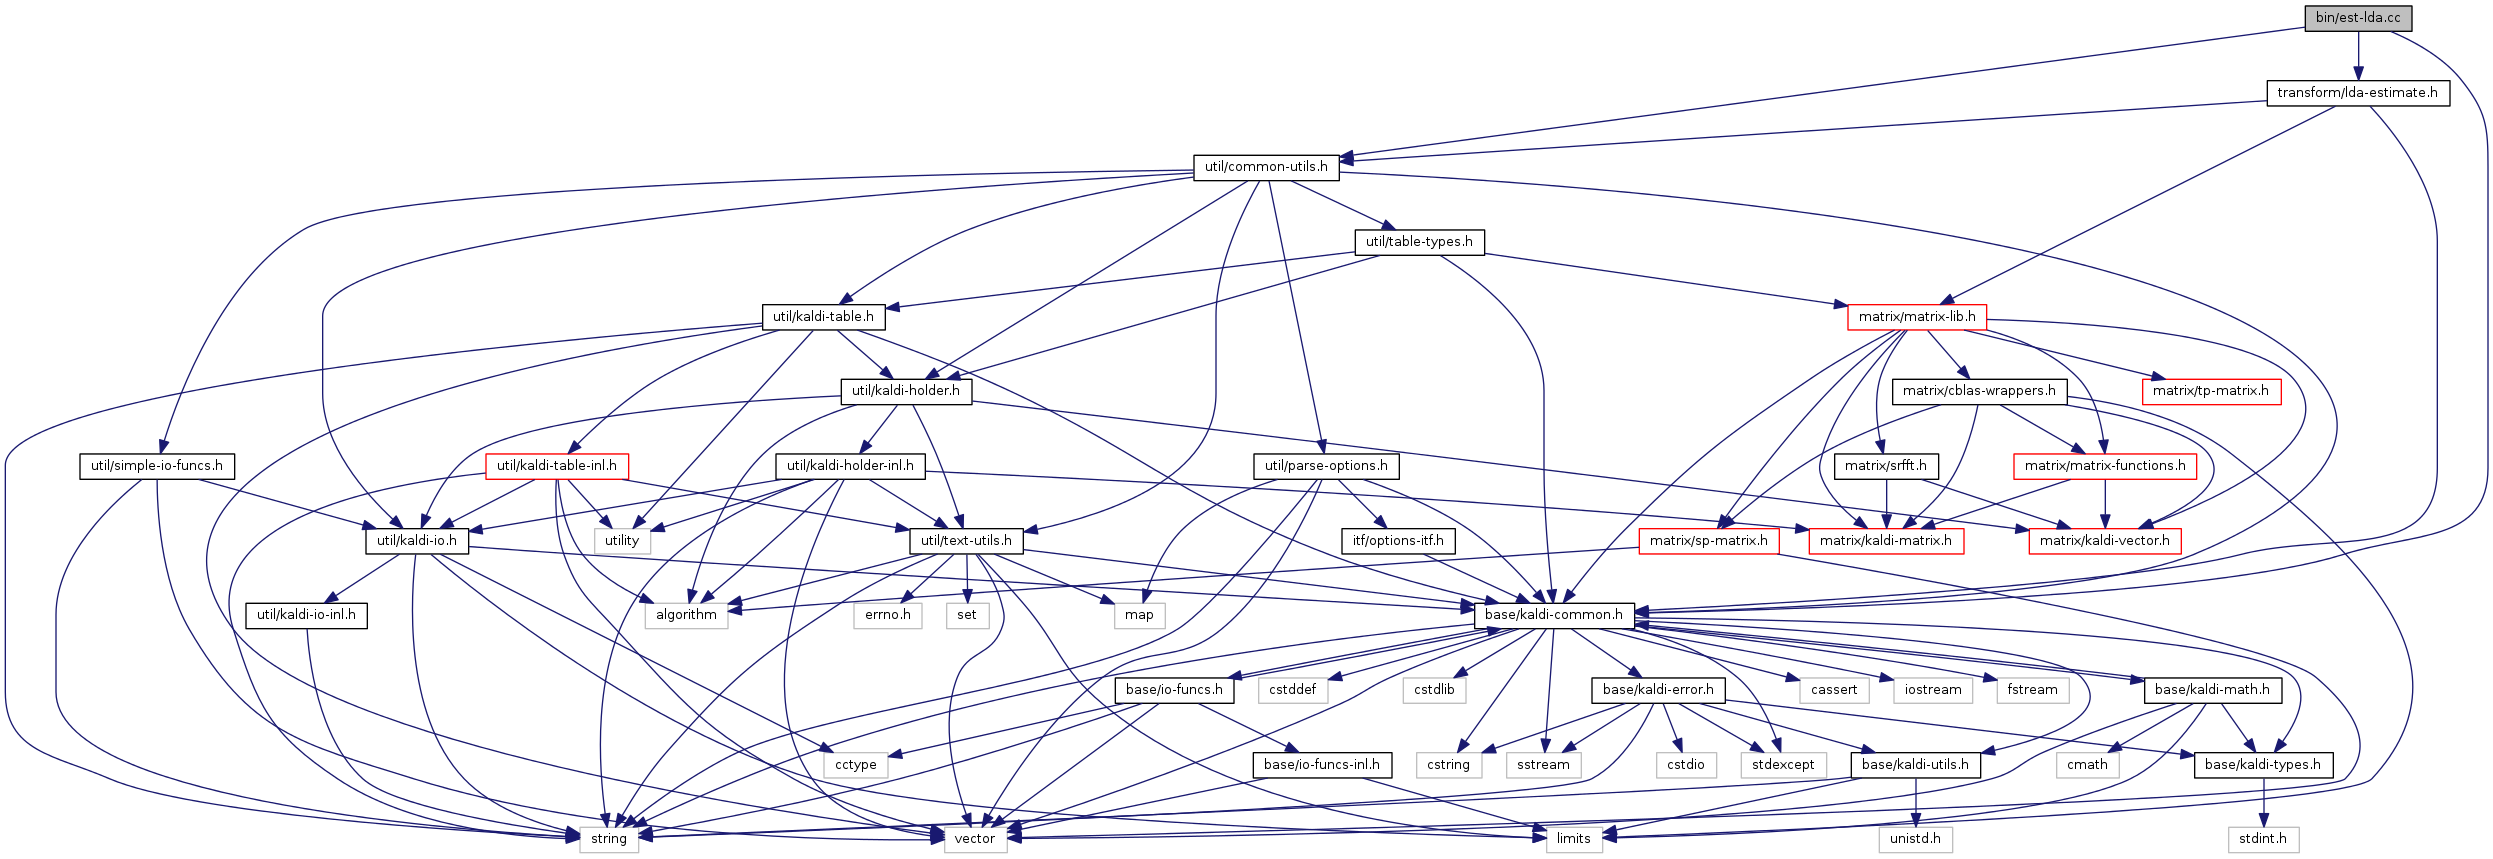 bin/est-lda.cc
transform/lda-estimate.h
util/common-utils.h
util/table-types.h
util/kaldi-table.h
matrix/matrix-lib.h
util/kaldi-holder.h
matrix/cblas-wrappers.h
matrix/tp-matrix.h
util/simple-io-funcs.h
util/kaldi-table-inl.h
util/kaldi-holder-inl.h
util/parse-options.h
matrix/srfft.h
matrix/matrix-functions.h
util/kaldi-io.h
utility
util/text-utils.h
itf/options-itf.h
matrix/sp-matrix.h
matrix/kaldi-matrix.h
matrix/kaldi-vector.h
util/kaldi-io-inl.h
algorithm
errno.h
set
map
base/kaldi-common.h
base/io-funcs.h
cstddef
cstdlib
base/kaldi-error.h
cassert
iostream
fstream
base/kaldi-math.h
cctype
base/io-funcs-inl.h
cstring
sstream
cstdio
stdexcept
base/kaldi-utils.h
cmath
base/kaldi-types.h
string
vector
limits
unistd.h
stdint.h